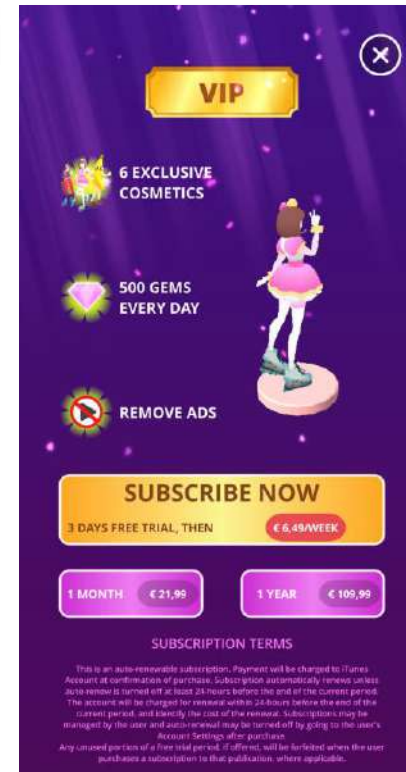 VIP
6 EXCLUSIVE
COSMETICS
500 GEMS
EVERY DAY
REMOVE ADS
SUBSCRIBE NOW
3 DAYS FREE TRIAL, THEN € 6,49/WEEK
1 MONTH € 21,99 1 YEAR € 109,99
SUBSCRIPTION TERMS
This is an auto-renewable subscription. Payment will be charged to iTunes
Account at confirmation of purchase. Subscription automatically renews unless
auto-renew is turned off at least 24-hours before the end of the current period.
The account will be charged for renewal within 24-hours before the end of the
current period, and identify the cost of the renewal. Subscriptions may be
managed by the user and auto-renewal may be turned off by going to the user's
Account Settings after purchase
Any unused portion of a free trial period, if offered, will be forfeited when the user
purchases a subscription to that publication, where applicable.